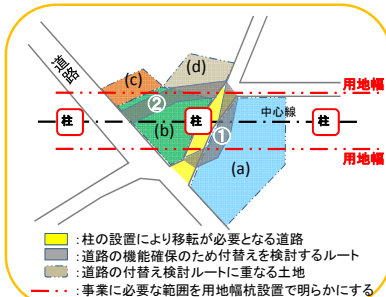 道路
(c)
(d)
用地幅
②
中心線
柱
柱
柱
(b)
①
用地幅
(a)
:柱の設置により移転が必要となる道路
:道路の機能確保のため付替えを検討するルート
:道路の付替え検討ルートに重なる土地
:事業に必要な範囲を用地幅杭設置で明らかにする